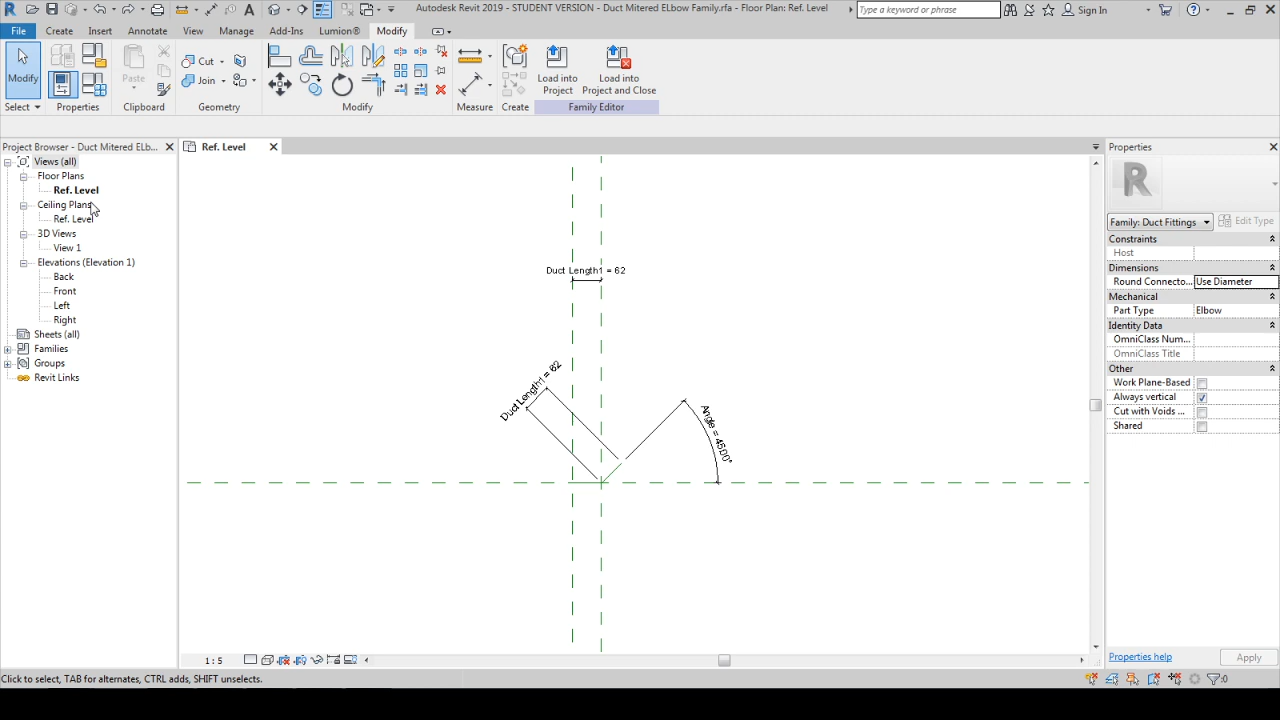 Autodesk Revit 2019 - STUDENT VERSION - Duct Mitered ELbow Family.rfa - Floor Plan: Ref. Level
Type a keyword or phrase
Sign In
File Create Insert Annotate View Manage Add-Ins Lumion® Modify
Modify
Paste
Cut
Join
Load into
Project
Load into
Project and Close
Select Properties Clipboard Geometry Modify Measure Create Family Editor
Project Browser - Duct Mitered ELb...
Views (all)
Floor Plans
Ref. Level
Ceiling Plans
Ref. Level
3D Views
View 1
Elevations (Elevation 1)
Back
Front
Left
Right
Sheets (all)
Families
Groups
Revit Links
Ref. Level
Duct Length1 = 62
Duct Length1 = 62
Angle = 45.00°
1 : 5
Properties
Family: Duct Fittings
Edit Type
Constraints
Host
Dimensions
Round Connecto... Use Diameter
Mechanical
Part Type Elbow
Identity Data
OmniClass Num...
OmniClass Title
Other
Work Plane-Based
Always vertical
Cut with Voids ...
Shared
Properties help
Apply
Click to select, TAB for alternates, CTRL adds, SHIFT unselects.
:0